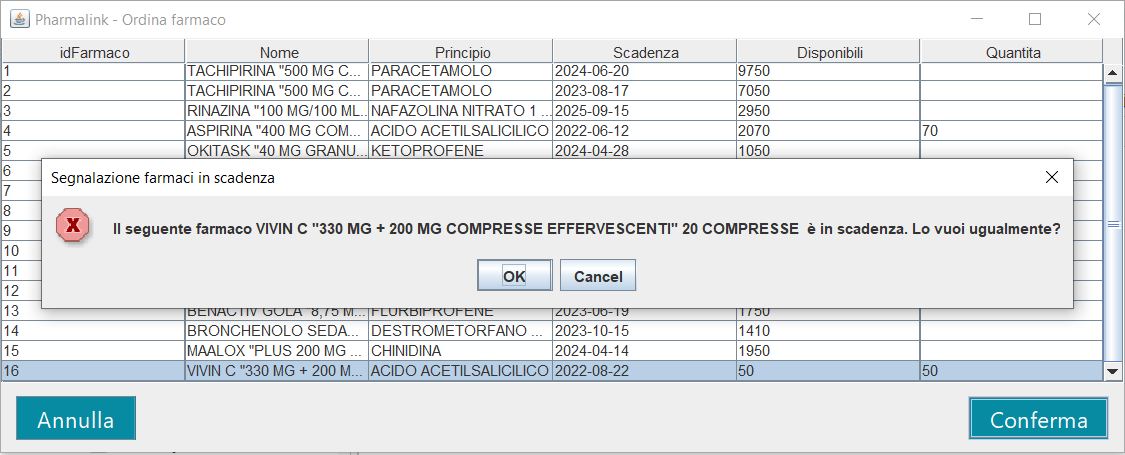 Pharmalink - Ordina farmaco
idFarmaco Nome Principio Scadenza Disponibili Quantita
1 TACHIPIRINA "500 MG C... PARACETAMOLO 2024-06-20 9750
2 TACHIPIRINA "500 MG C... PARACETAMOLO 2023-08-17 7050
3 RINAZINA "100 MG/100 ML... NAFAZOLINA NITRATO 1 ... 2025-09-15 2950
4 ASPIRINA "400 MG COM... ACIDO ACETILSALICILICO 2022-06-12 2070 70
5 OKITASK "40 MG GRANU... KETOPROFENE 2024-04-28 1050
6
7
8
9
10
11
12
Segnalazione farmaci in scadenza
Il seguente farmaco VIVIN C "330 MG + 200 MG COMPRESSE EFFERVESCENTI" 20 COMPRESSE è in scadenza. Lo vuoi ugualmente?
OK Cancel
13 BENACTIV GOLA "8,75 M... FLURBIPROFENE 2023-06-19 1750
14 BRONCHENOLO SEDA... DESTROMETORFANO ... 2023-10-15 1410
15 MAALOX "PLUS 200 MG ... CHINIDINA 2024-04-14 1950
16 VIVIN C "330 MG + 200 M... ACIDO ACETILSALICILICO 2022-08-22 50 50
Annulla Conferma